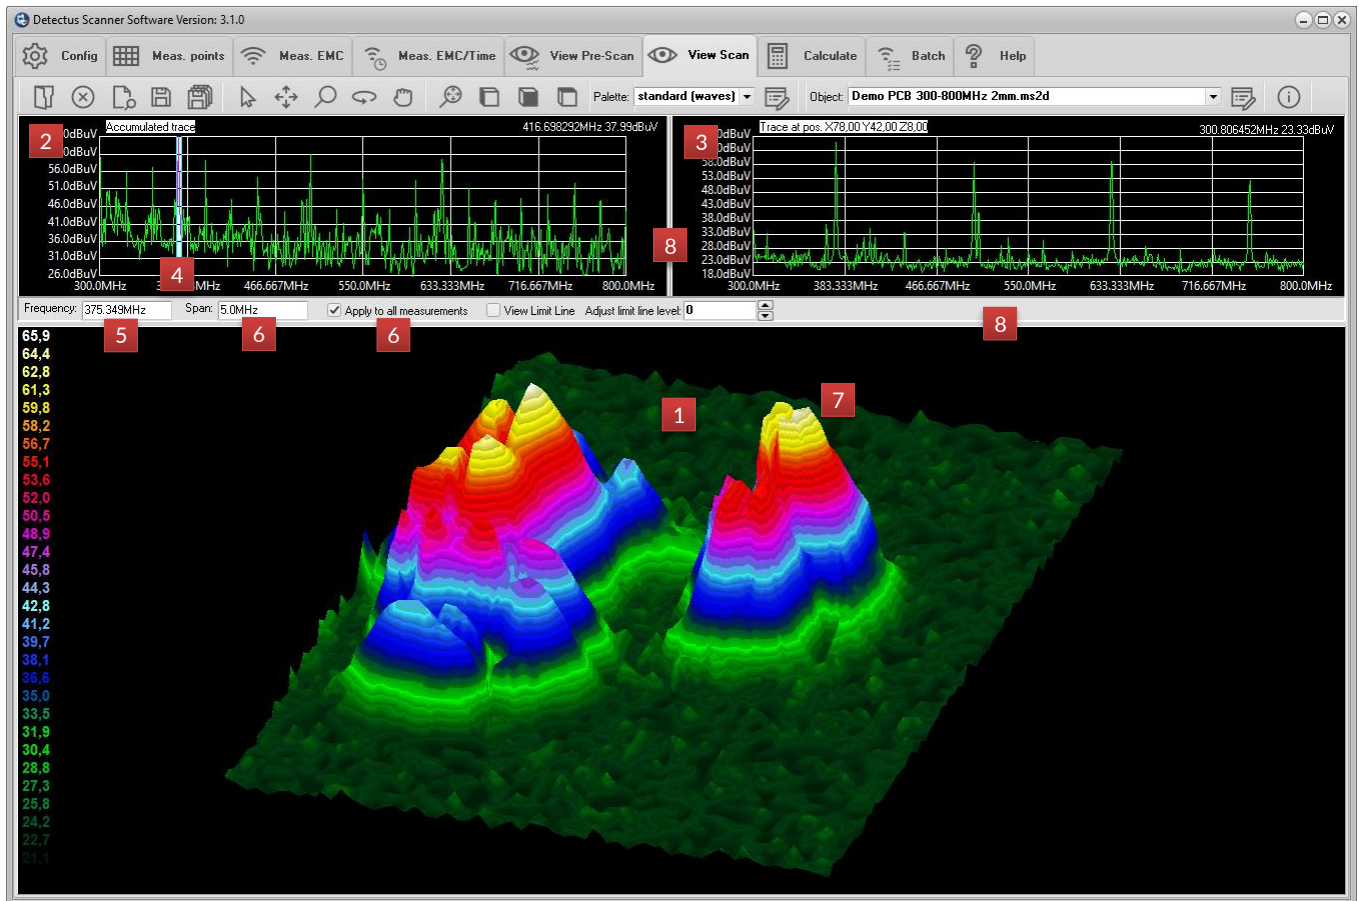 Detectus Scanner Software Version: 3.1.0
Config Meas. points Meas. EMC Meas. EMC/Time View Pre-Scan View Scan Calculate Batch Help
Palette: standard (waves) Object: Demo PCB 300-800MHz 2mm.ms2d
2 0dBuV Accumulated trace 416.698292MHz 37.99dBuV
0dBuV
56.0dBuV
51.0dBuV
46.0dBuV
41.0dBuV
36.0dBuV
31.0dBuV
26.0dBuV
4
300.0MHz 466.667MHz 550.0MHz 633.333MHz 716.667MHz 800.0MHz
3 0dBuV Trace at pos. X78,00 Y42,00 Z8,00 300.806452MHz 23.33dBuV
58.0dBuV
53.0dBuV
48.0dBuV
43.0dBuV
38.0dBuV
33.0dBuV
28.0dBuV
23.0dBuV
18.0dBuV
300.0MHz 383.333MHz 466.667MHz 550.0MHz 633.333MHz 716.667MHz 800.0MHz
8
Frequency: 375.349MHz Span: 5.0MHz Apply to all measurements View Limit Line Adjust limit line level: 0
5 6 6 8
65,9
64,4
62,8
61,3
59,8
58,2
56,7
55,1
53,6
52,0
50,5
48,9
47,4
45,8
44,3
42,8
41,2
39,7
38,1
36,6
35,0
33,5
31,9
30,4
28,8
27,3
25,8
24,2
22,7
21,1
1
7